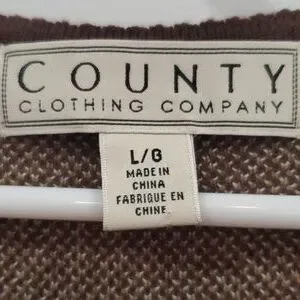 COUNTY
CLOTHING COMPANY
L/G
MADE IN
CHINA
FABRIQUE EN
CHINE